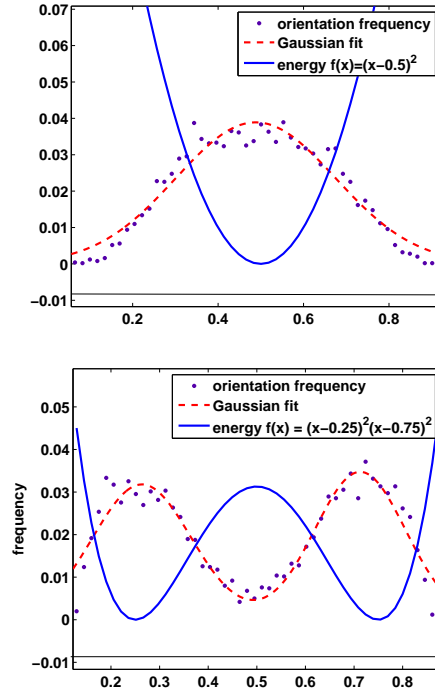 0.07
orientation frequency
Gaussian fit
0.06
energy f(x)=(x−0.5)²
0.05
0.04
0.03
0.02
0.01
0
−0.01
0.2 0.4 0.6 0.8
orientation frequency
0.05
Gaussian fit
energy f(x) = (x−0.25)²(x−0.75)²
0.04
0.03
frequency
0.02
0.01
0
−0.01
0.2 0.3 0.4 0.5 0.6 0.7 0.8